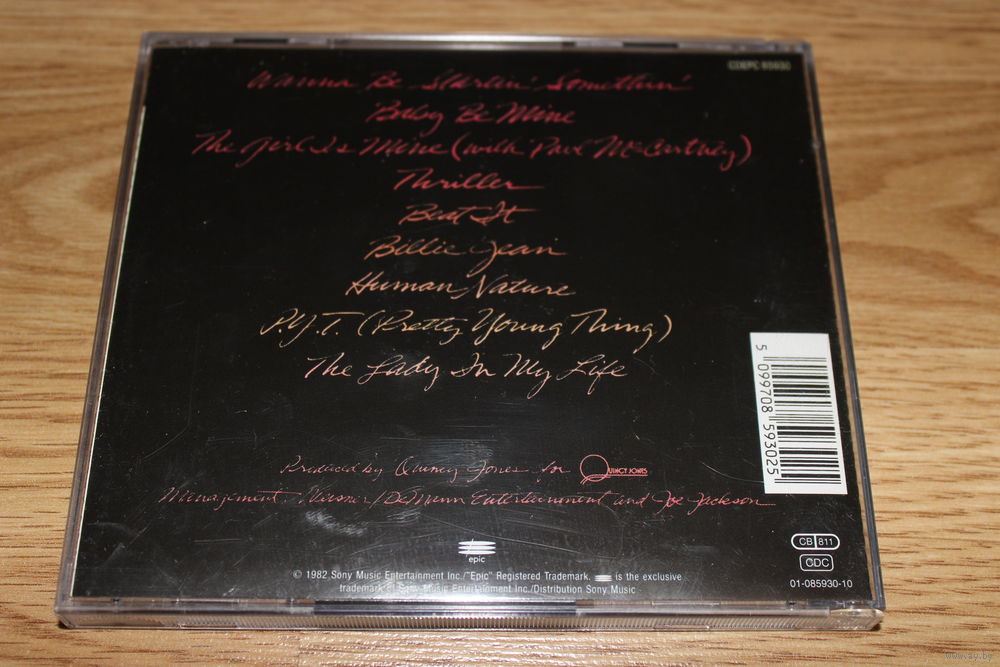 CDEPC 85930
Wanna Be Startin' Somethin'
Baby Be Mine
The Girl Is Mine (with Paul McCartney)
Thriller
Beat It
Billie Jean
Human Nature
P.Y.T. (Pretty Young Thing)
The Lady In My Life
5 099708 593025
Produced by Quincy Jones for QUINCY JONES
Management: Weisner/DeMann Entertainment and Joe Jackson
CB 811
epic
CDC
© 1982 Sony Music Entertainment Inc./"Epic" Registered Trademark. is the exclusive
trademark of Sony Music Entertainment Inc./Distribution Sony Music
01-085930-10
www.ay.by